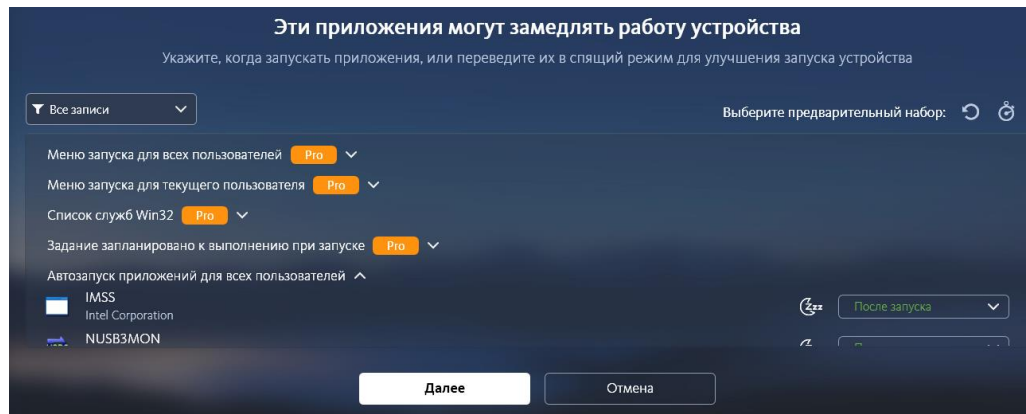 Эти приложения могут замедлять работу устройства
Укажите, когда запускать приложения, или переведите их в спящий режим для улучшения запуска устройства
Все записи
Выберите предварительный набор:
Меню запуска для всех пользователей Pro
Меню запуска для текущего пользователя Pro
Список служб Win32 Pro
Задание запланировано к выполнению при запуске Pro
Автозапуск приложений для всех пользователей
IMSS
Intel Corporation
zzz После запуска
NUSB3MON
Далее Отмена